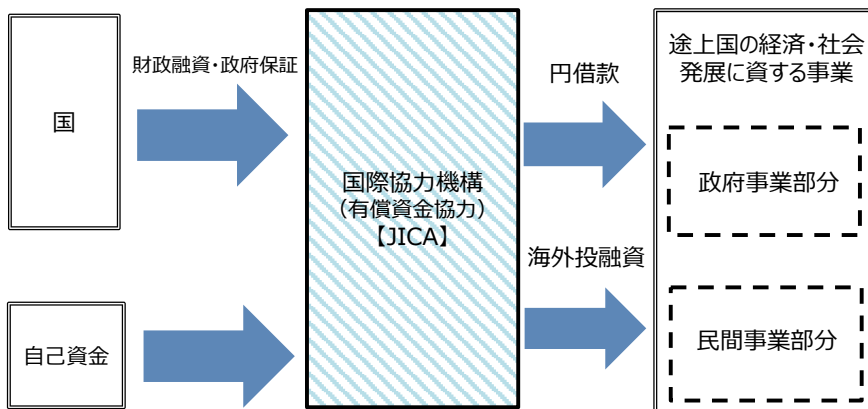 国
財政融資・政府保証
自己資金
国際協力機構
（有償資金協力）
【JICA】
円借款
海外投融資
途上国の経済・社会
発展に資する事業
政府事業部分
民間事業部分